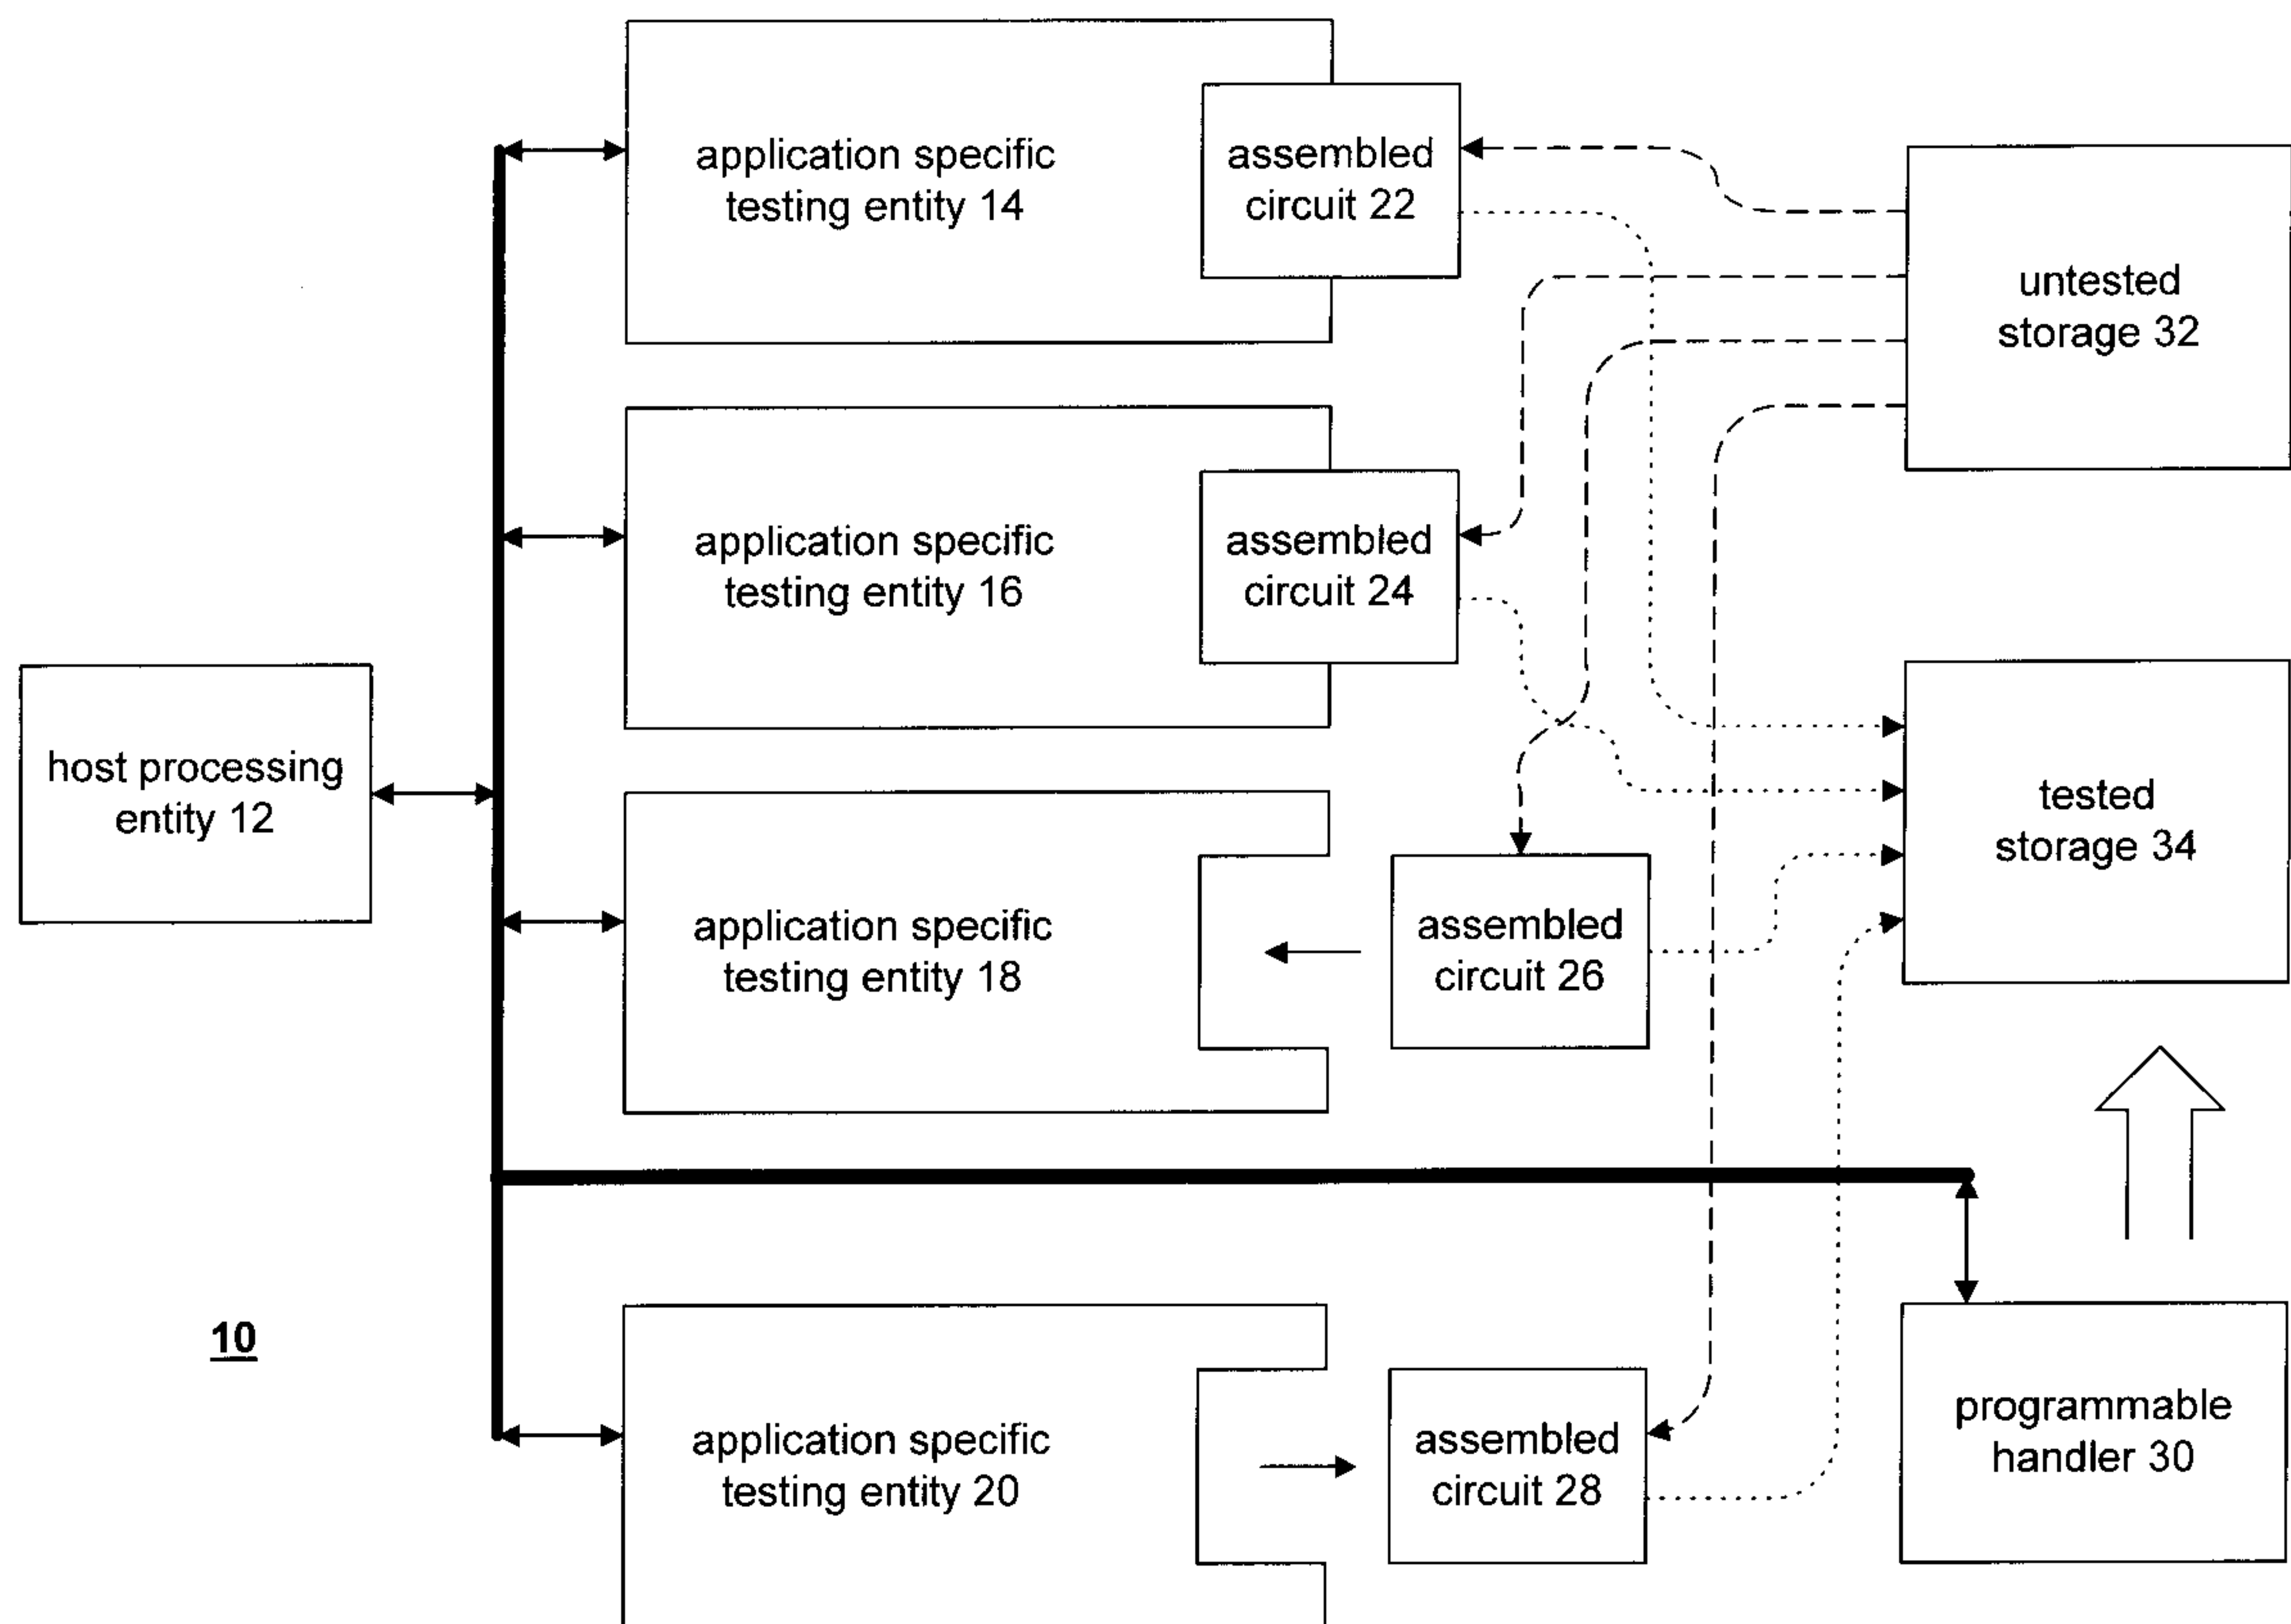 application specific
testing entity 14
assembled
circuit 22
untested
storage 32
application specific
testing entity 16
assembled
circuit 24
host processing
entity 12
tested
storage 34
application specific
testing entity 18
assembled
circuit 26
10
application specific
testing entity 20
assembled
circuit 28
programmable
handler 30